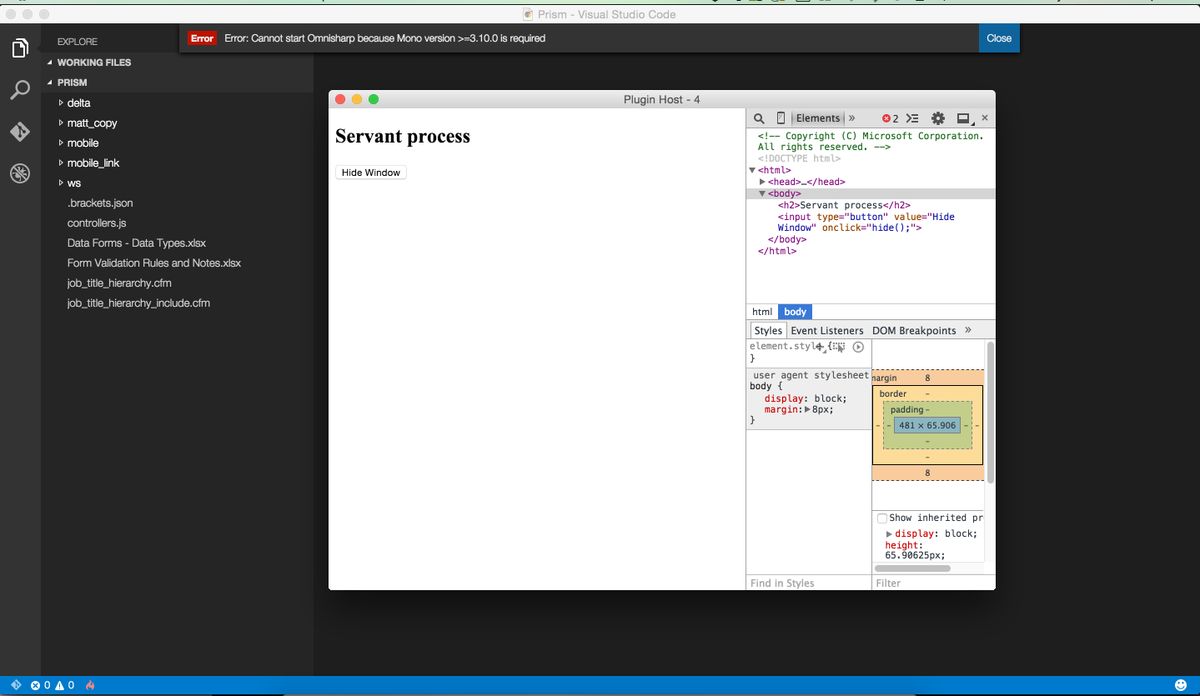 Prism - Visual Studio Code
EXPLORE
Error Error: Cannot start Omnisharp because Mono version >=3.10.0 is required
Close
WORKING FILES
PRISM
delta
matt_copy
mobile
mobile_link
ws
.brackets.json
controllers.js
Data Forms - Data Types.xlsx
Form Validation Rules and Notes.xlsx
job_title_hierarchy.cfm
job_title_hierarchy_include.cfm
Plugin Host - 4
Servant process
Hide Window
Elements » 2
<!-- Copyright (C) Microsoft Corporation.
All rights reserved. -->
<!DOCTYPE html>
<html>
<head>…</head>
<body>
<h2>Servant process</h2>
<input type="button" value="Hide
Window" onclick="hide();">
</body>
</html>
html body
Styles Event Listeners DOM Breakpoints »
element.style {
}
user agent stylesheet
body {
display: block;
margin: 8px;
}
margin 8
border -
padding -
- - 481 × 65.906 - -
-
-
8
Show inherited pr
display: block;
height:
65.90625px;
Find in Styles
Filter
0 0